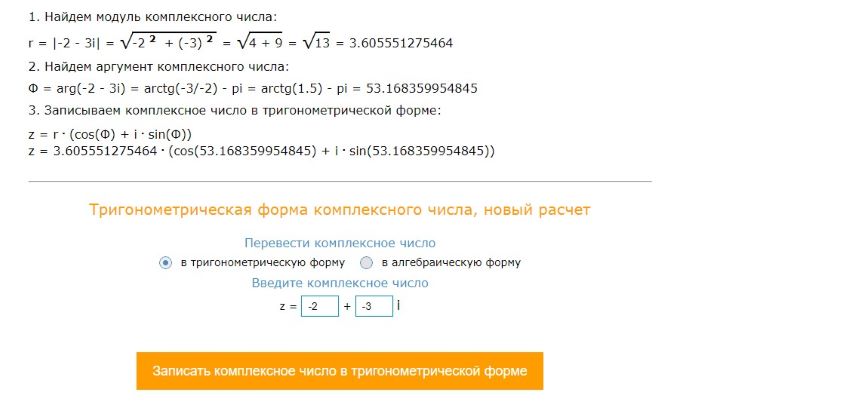 1. Найдем модуль комплексного числа:
r = |-2 - 3i| = √-2 ² + (-3) ² = √4 + 9 = √13 = 3.605551275464
2. Найдем аргумент комплексного числа:
Φ = arg(-2 - 3i) = arctg(-3/-2) - pi = arctg(1.5) - pi = 53.168359954845
3. Записываем комплексное число в тригонометрической форме:
z = r · (cos(Φ) + i · sin(Φ))
z = 3.605551275464 · (cos(53.168359954845) + i · sin(53.168359954845))
Тригонометрическая форма комплексного числа, новый расчет
Перевести комплексное число
в тригонометрическую форму в алгебраическую форму
Введите комплексное число
z = -2 + -3 i
Записать комплексное число в тригонометрической форме